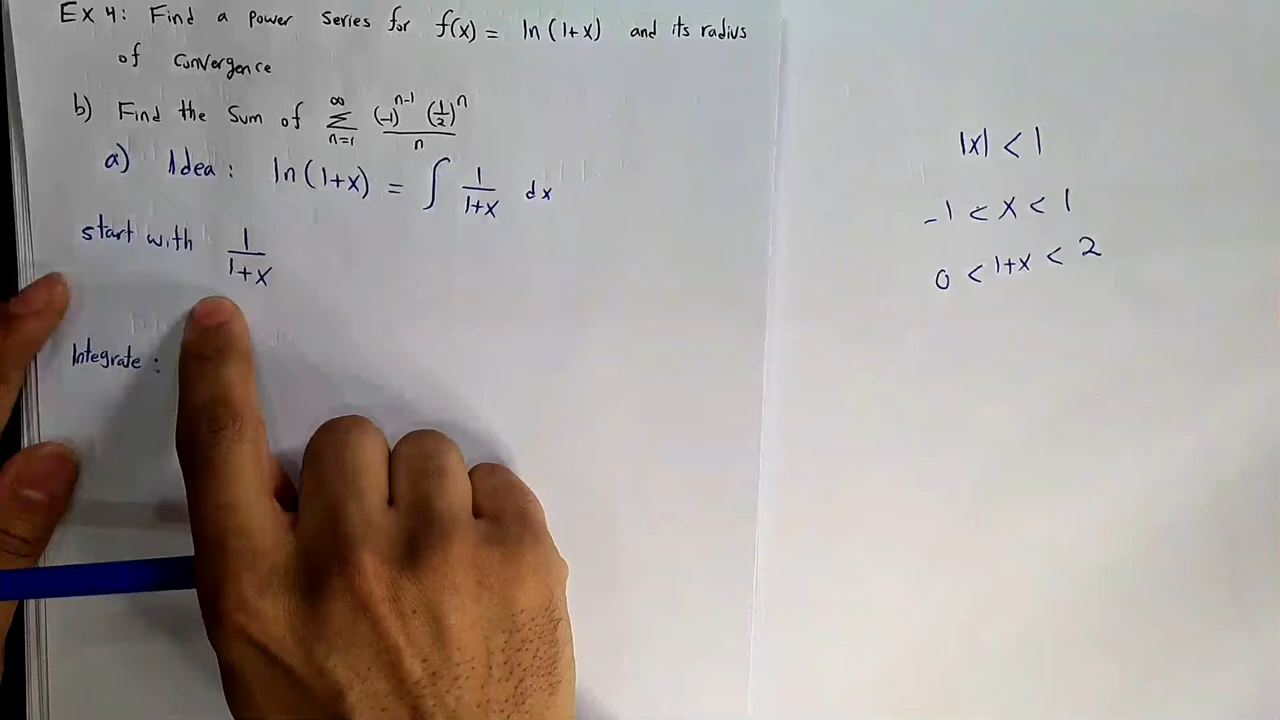 Ex 4: Find a power series for f(x) = ln(1+x) and its radius
of convergence
b) Find the sum of ∞ Σ n=1 (-1)^{n-1} (1/2)^n / n
a) Idea: ln(1+x) = ∫ 1/(1+x) dx
start with 1/(1+x)
Integrate:
|x| < 1
-1 < x < 1
0 < 1+x < 2